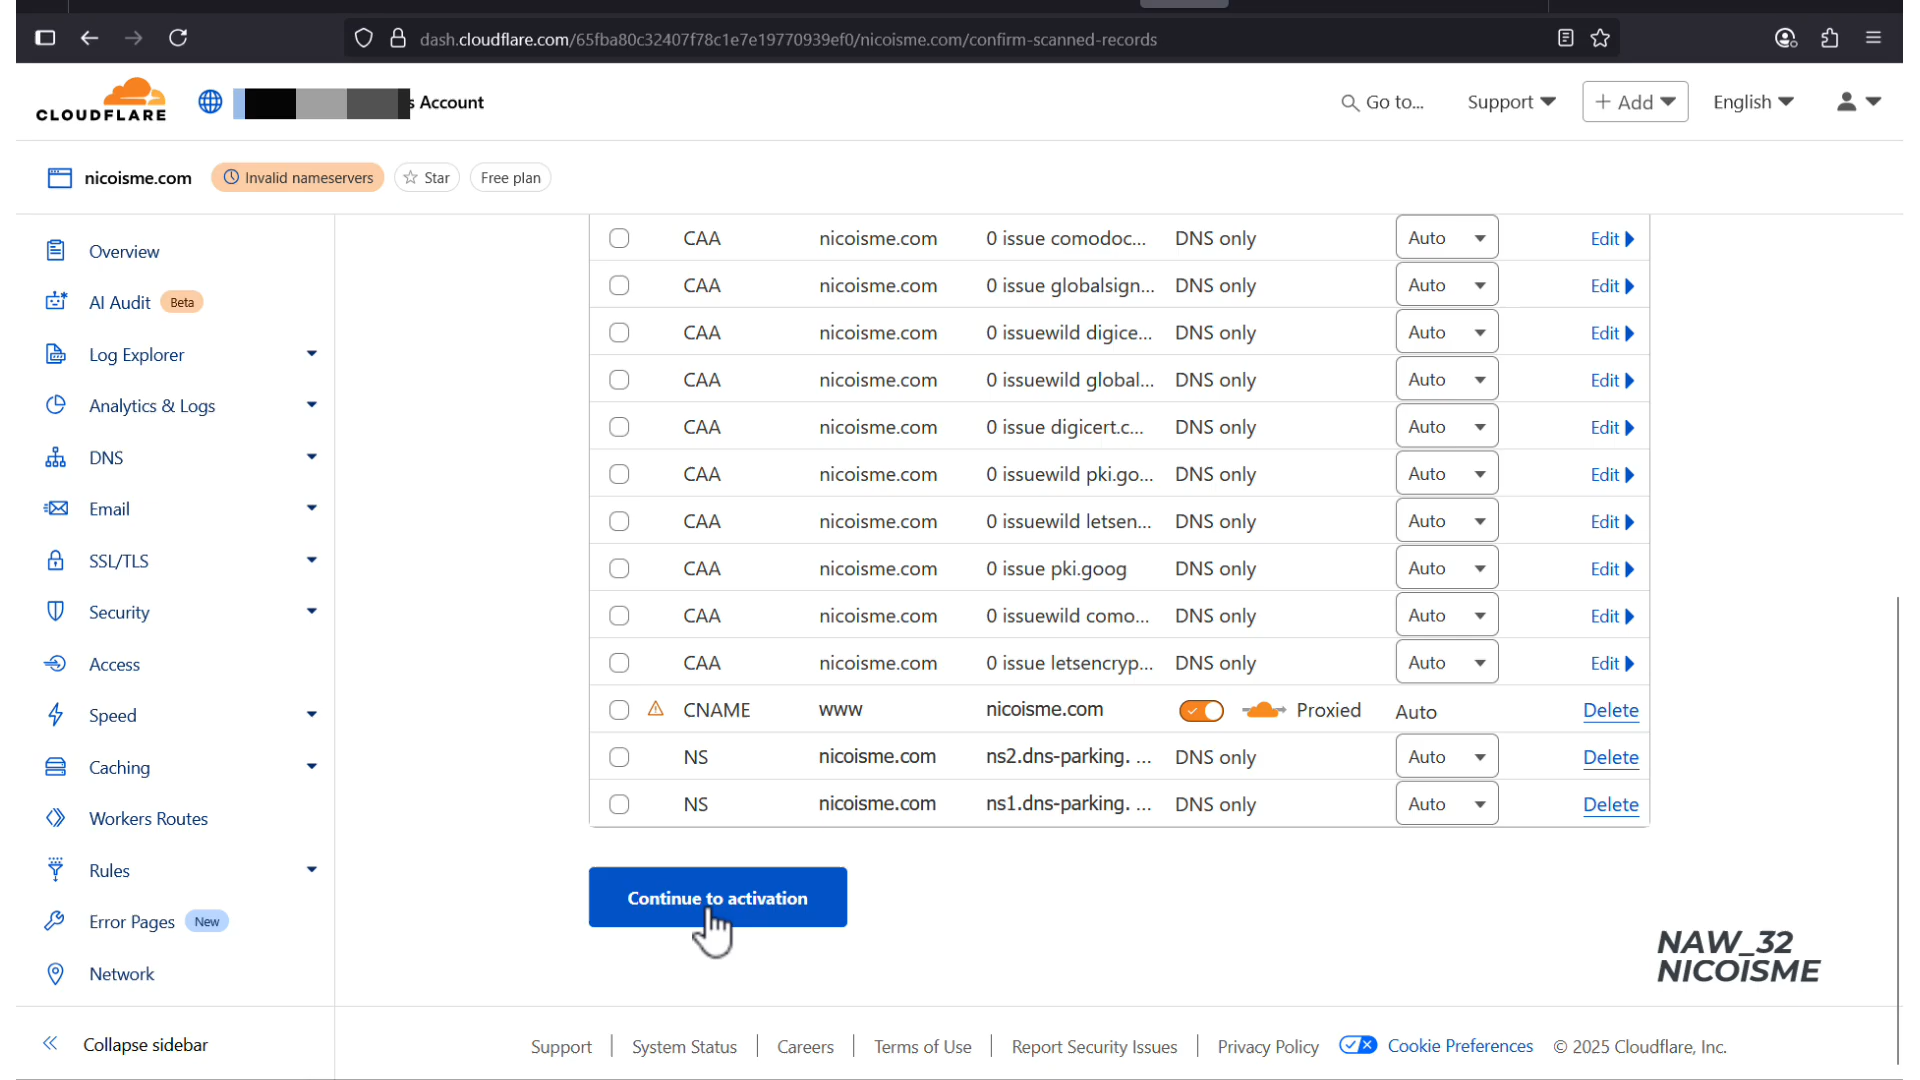 dash.cloudflare.com/65fba80c32407f78c1e7e19770939ef0/nicoisme.com/confirm-scanned-records
CLOUDFLARE
s Account
Go to...
Support
+ Add
English
nicoisme.com
Invalid nameservers
Star
Free plan
Overview
AI Audit Beta
Log Explorer
Analytics & Logs
DNS
Email
SSL/TLS
Security
Access
Speed
Caching
Workers Routes
Rules
Error Pages New
Network
Collapse sidebar
CAA nicoisme.com 0 issue comodoc... DNS only Auto Edit
CAA nicoisme.com 0 issue globalsign... DNS only Auto Edit
CAA nicoisme.com 0 issuewild digice... DNS only Auto Edit
CAA nicoisme.com 0 issuewild global... DNS only Auto Edit
CAA nicoisme.com 0 issue digicert.c... DNS only Auto Edit
CAA nicoisme.com 0 issuewild pki.go... DNS only Auto Edit
CAA nicoisme.com 0 issuewild letsen... DNS only Auto Edit
CAA nicoisme.com 0 issue pki.goog DNS only Auto Edit
CAA nicoisme.com 0 issuewild como... DNS only Auto Edit
CAA nicoisme.com 0 issue letsencryp... DNS only Auto Edit
CNAME www nicoisme.com Proxied Auto Delete
NS nicoisme.com ns2.dns-parking. ... DNS only Auto Delete
NS nicoisme.com ns1.dns-parking. ... DNS only Auto Delete
Continue to activation
NAW_32
NICOISME
Support
System Status
Careers
Terms of Use
Report Security Issues
Privacy Policy
Cookie Preferences
© 2025 Cloudflare, Inc.